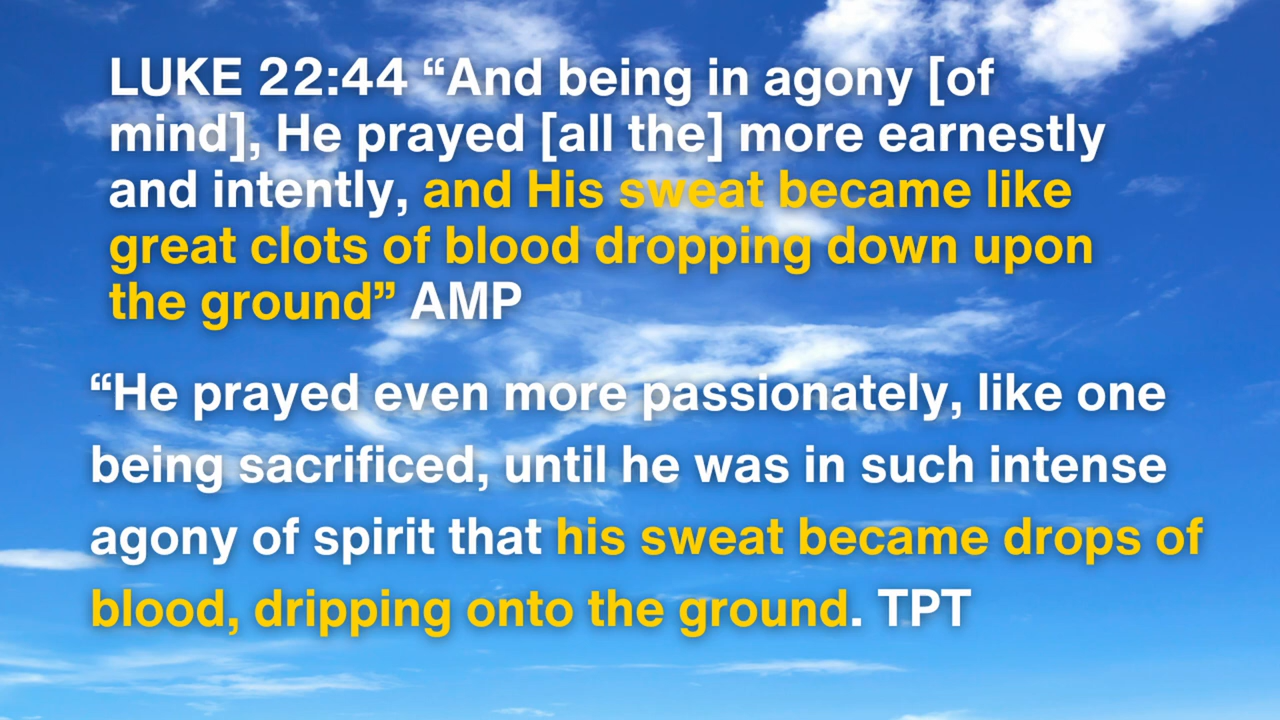 LUKE 22:44 “And being in agony [of
mind], He prayed [all the] more earnestly
and intently, and His sweat became like
great clots of blood dropping down upon
the ground” AMP
“He prayed even more passionately, like one
being sacrificed, until he was in such intense
agony of spirit that his sweat became drops of
blood, dripping onto the ground. TPT